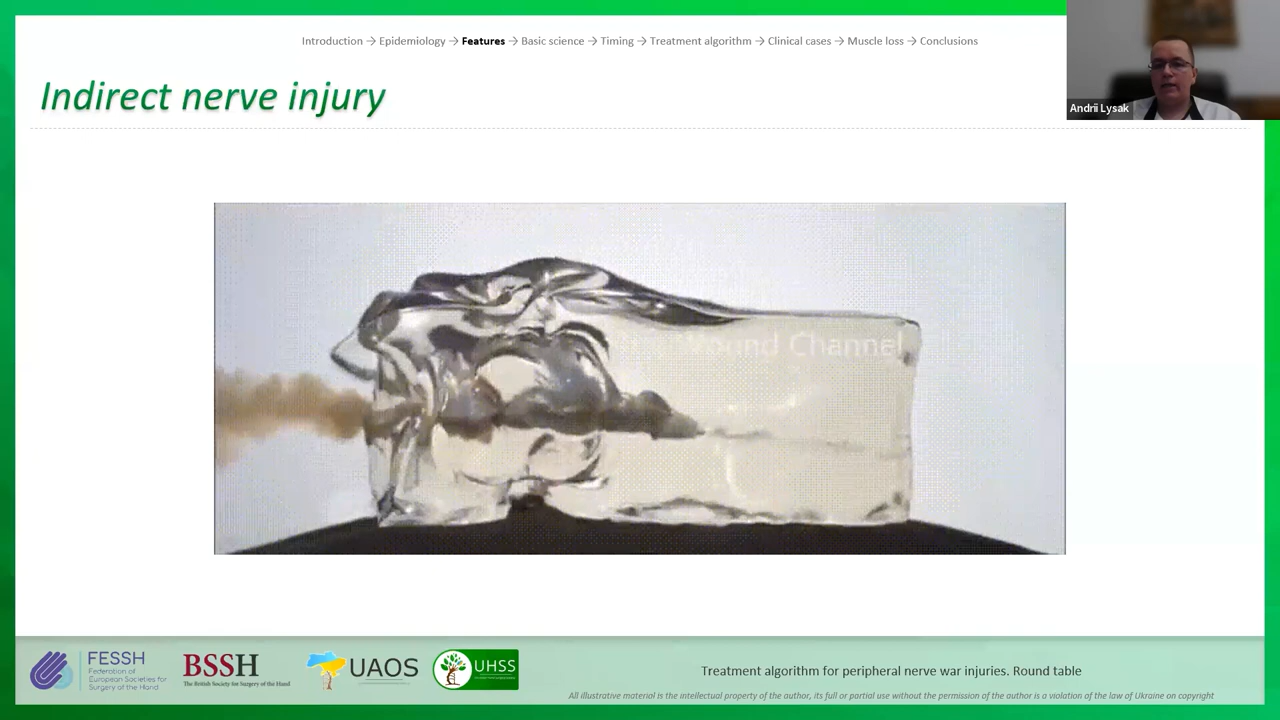 Introduction → Epidemiology → Features → Basic science → Timing → Treatment algorithm → Clinical cases → Muscle loss → Conclusions
Indirect nerve injury
Andrii Lysak
Wound Channel
FESSH
Federation of
European Societies for
Surgery of the Hand
BSSH
The British Society for Surgery of the Hand
UAOS
UHSS
Treatment algorithm for peripheral nerve war injuries. Round table
All illustrative material is the intellectual property of the author, its full or partial use without the permission of the author is a violation of the law of Ukraine on copyright